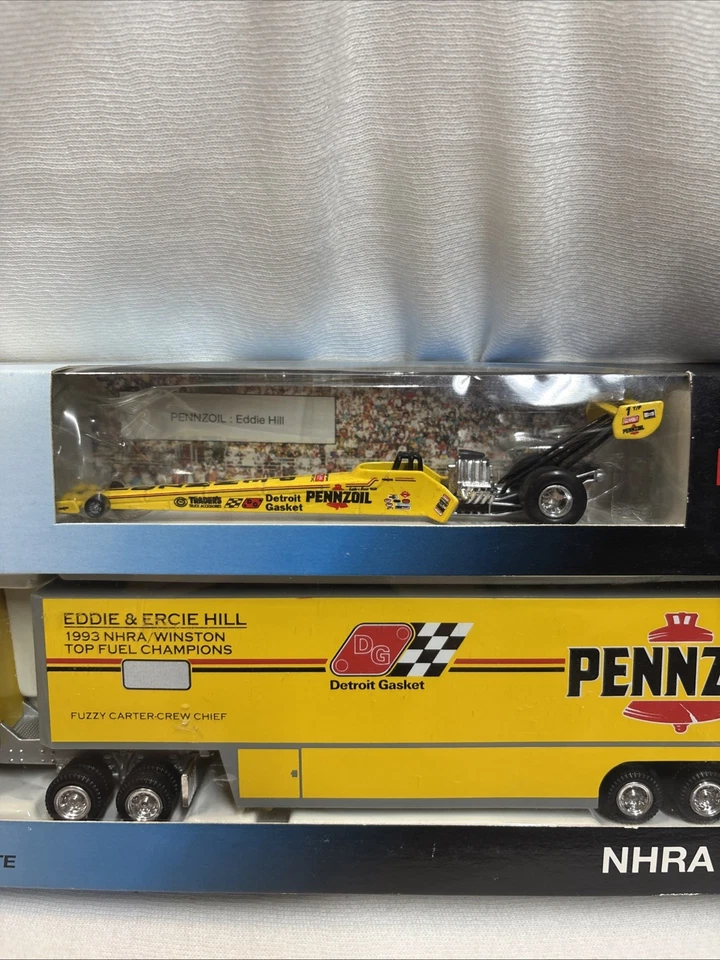 PENNZOIL : Eddie Hill
1 T/F
TRADER'S
Detroit
Gasket
PENNZOIL
EDDIE & ERCIE HILL
1993 NHRA/WINSTON
TOP FUEL CHAMPIONS
DG
Detroit Gasket
PENNZ
FUZZY CARTER-CREW CHIEF
TE
NHRA